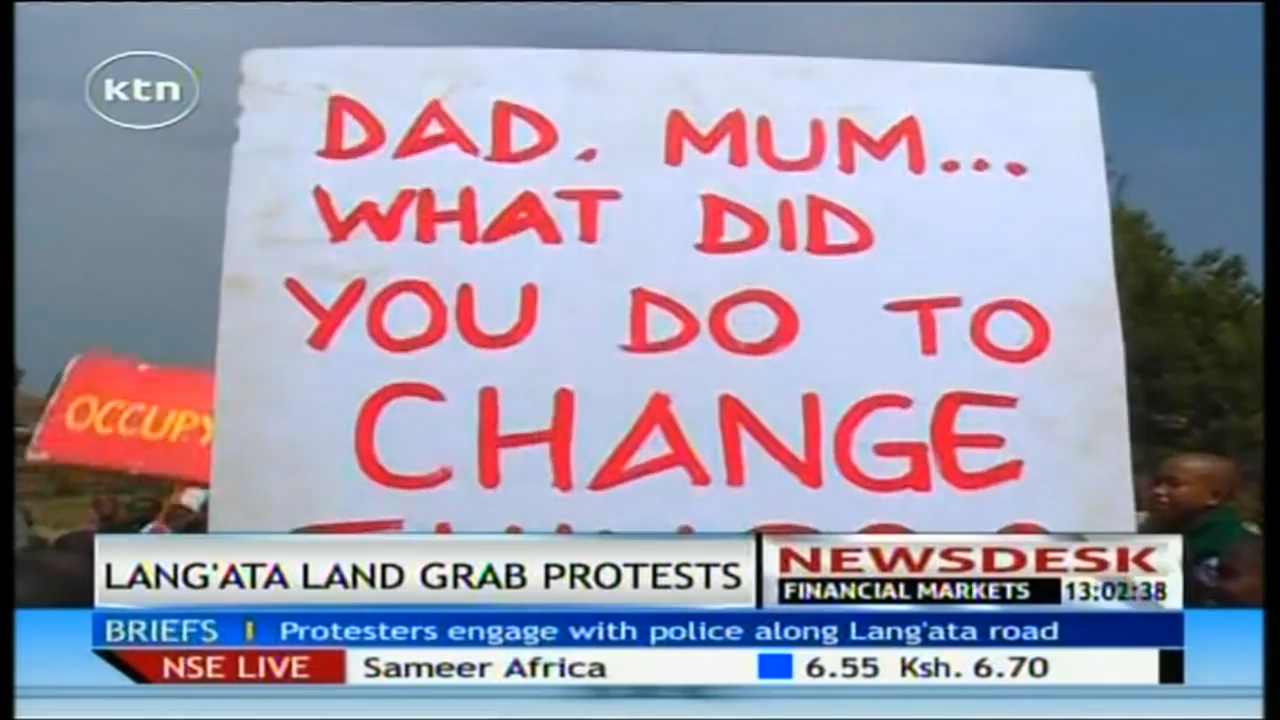 ktn
DAD. MUM...
WHAT DID
YOU DO TO
CHANGE
OCCUPY
LANG'ATA LAND GRAB PROTESTS
NEWSDESK
FINANCIAL MARKETS 13:02:38
BRIEFS | Protesters engage with police along Lang'ata road
NSE LIVE Sameer Africa 6.55 Ksh. 6.70